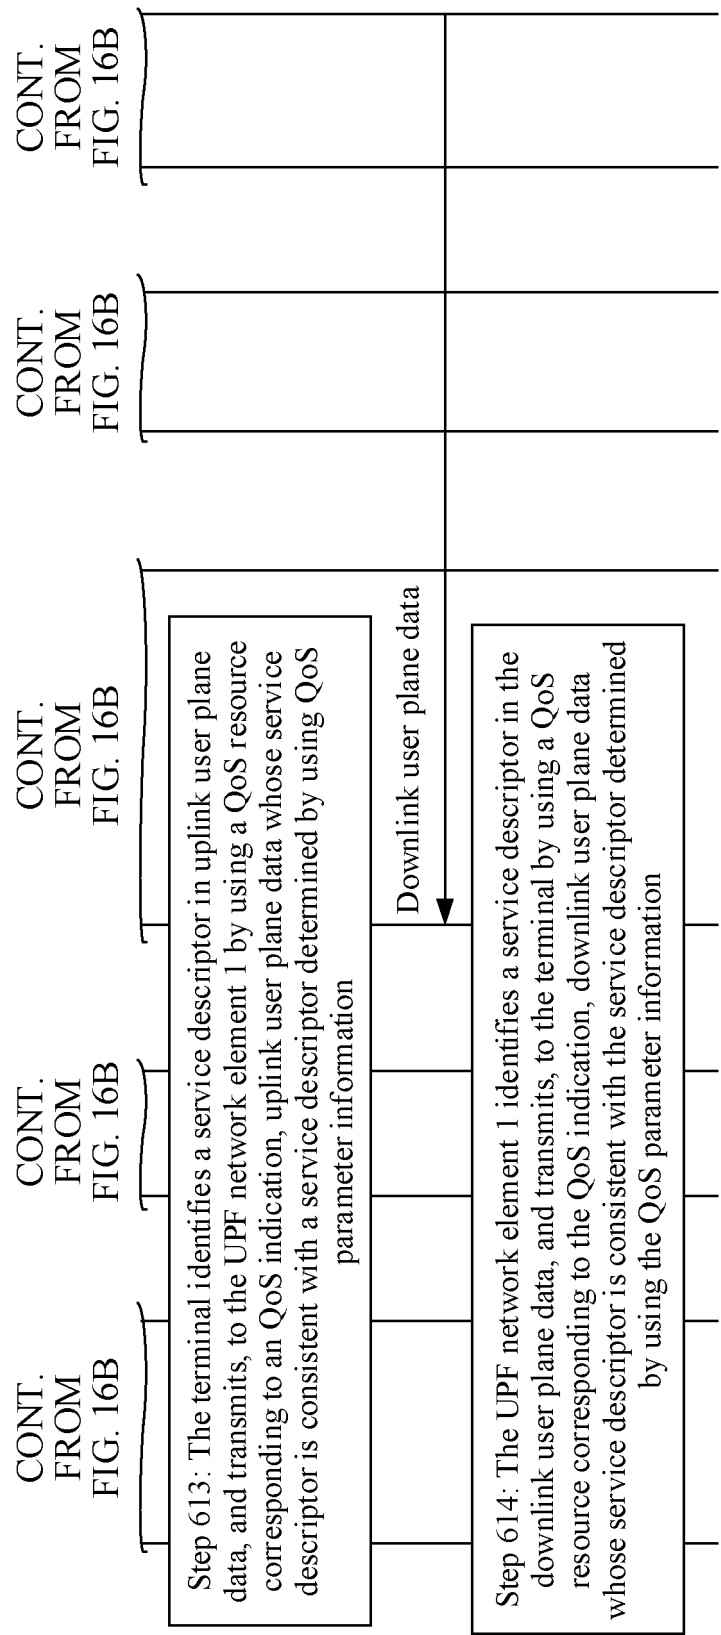 CONT.
FROM
FIG. 16B
CONT.
FROM
FIG. 16B
CONT.
FROM
FIG. 16B
CONT.
FROM
FIG. 16B
CONT.
FROM
FIG. 16B
Step 613: The terminal identifies a service descriptor in uplink user plane
data, and transmits, to the UPF network element 1 by using a QoS resource
corresponding to an QoS indication, uplink user plane data whose service
descriptor is consistent with a service descriptor determined by using QoS
parameter information
Downlink user plane data
Step 614: The UPF network element 1 identifies a service descriptor in the
downlink user plane data, and transmits, to the terminal by using a QoS
resource corresponding to the QoS indication, downlink user plane data
whose service descriptor is consistent with the service descriptor determined
by using the QoS parameter information